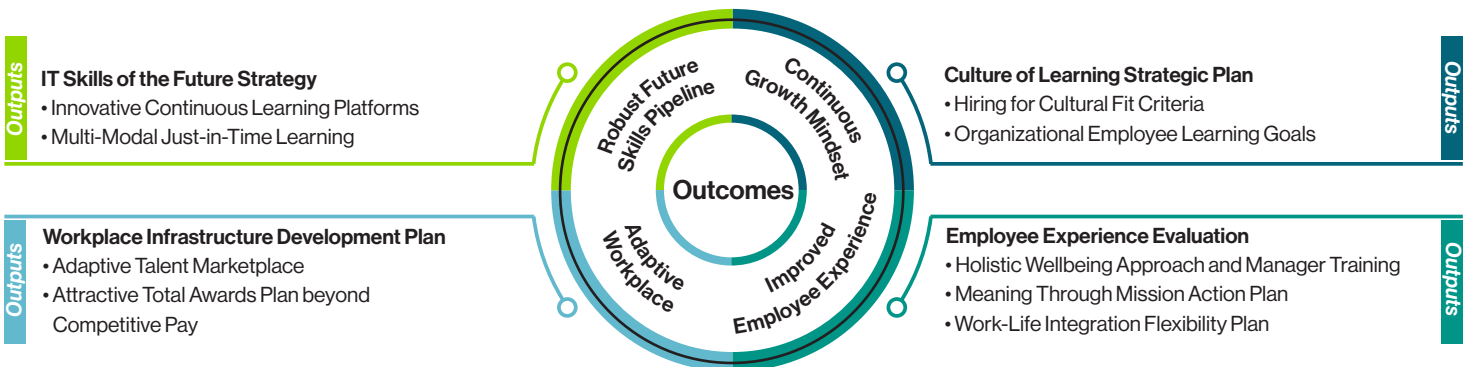 Outputs
IT Skills of the Future Strategy
• Innovative Continuous Learning Platforms
• Multi-Modal Just-in-Time Learning
Robust Future
Skills Pipeline
Continuous
Growth Mindset
Culture of Learning Strategic Plan
• Hiring for Cultural Fit Criteria
• Organizational Employee Learning Goals
Outputs
Outcomes
Outputs
Workplace Infrastructure Development Plan
• Adaptive Talent Marketplace
• Attractive Total Awards Plan beyond
Competitive Pay
Adaptive
Workplace
Improved
Employee Experience
Employee Experience Evaluation
• Holistic Wellbeing Approach and Manager Training
• Meaning Through Mission Action Plan
• Work-Life Integration Flexibility Plan
Outputs